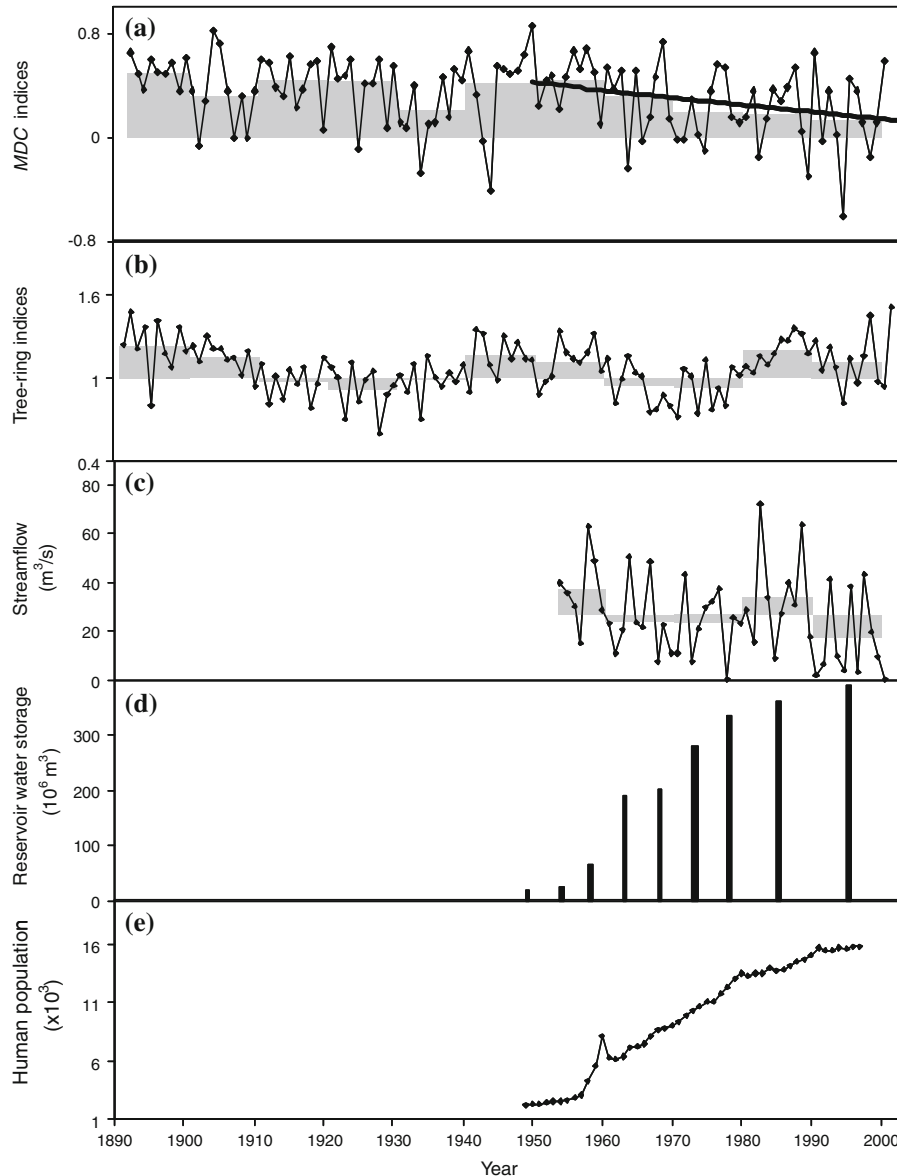 (a)
0.8
0
-0.8
MDC indices
(b)
1.6
1
0.4
Tree-ring indices
(c)
80
60
40
20
0
Streamflow
(m³/s)
(d)
300
200
100
0
Reservoir water storage
(10⁶ m³)
(e)
16
11
6
1
Human population
(x10³)
1890 1900 1910 1920 1930 1940 1950 1960 1970 1980 1990 2000
Year